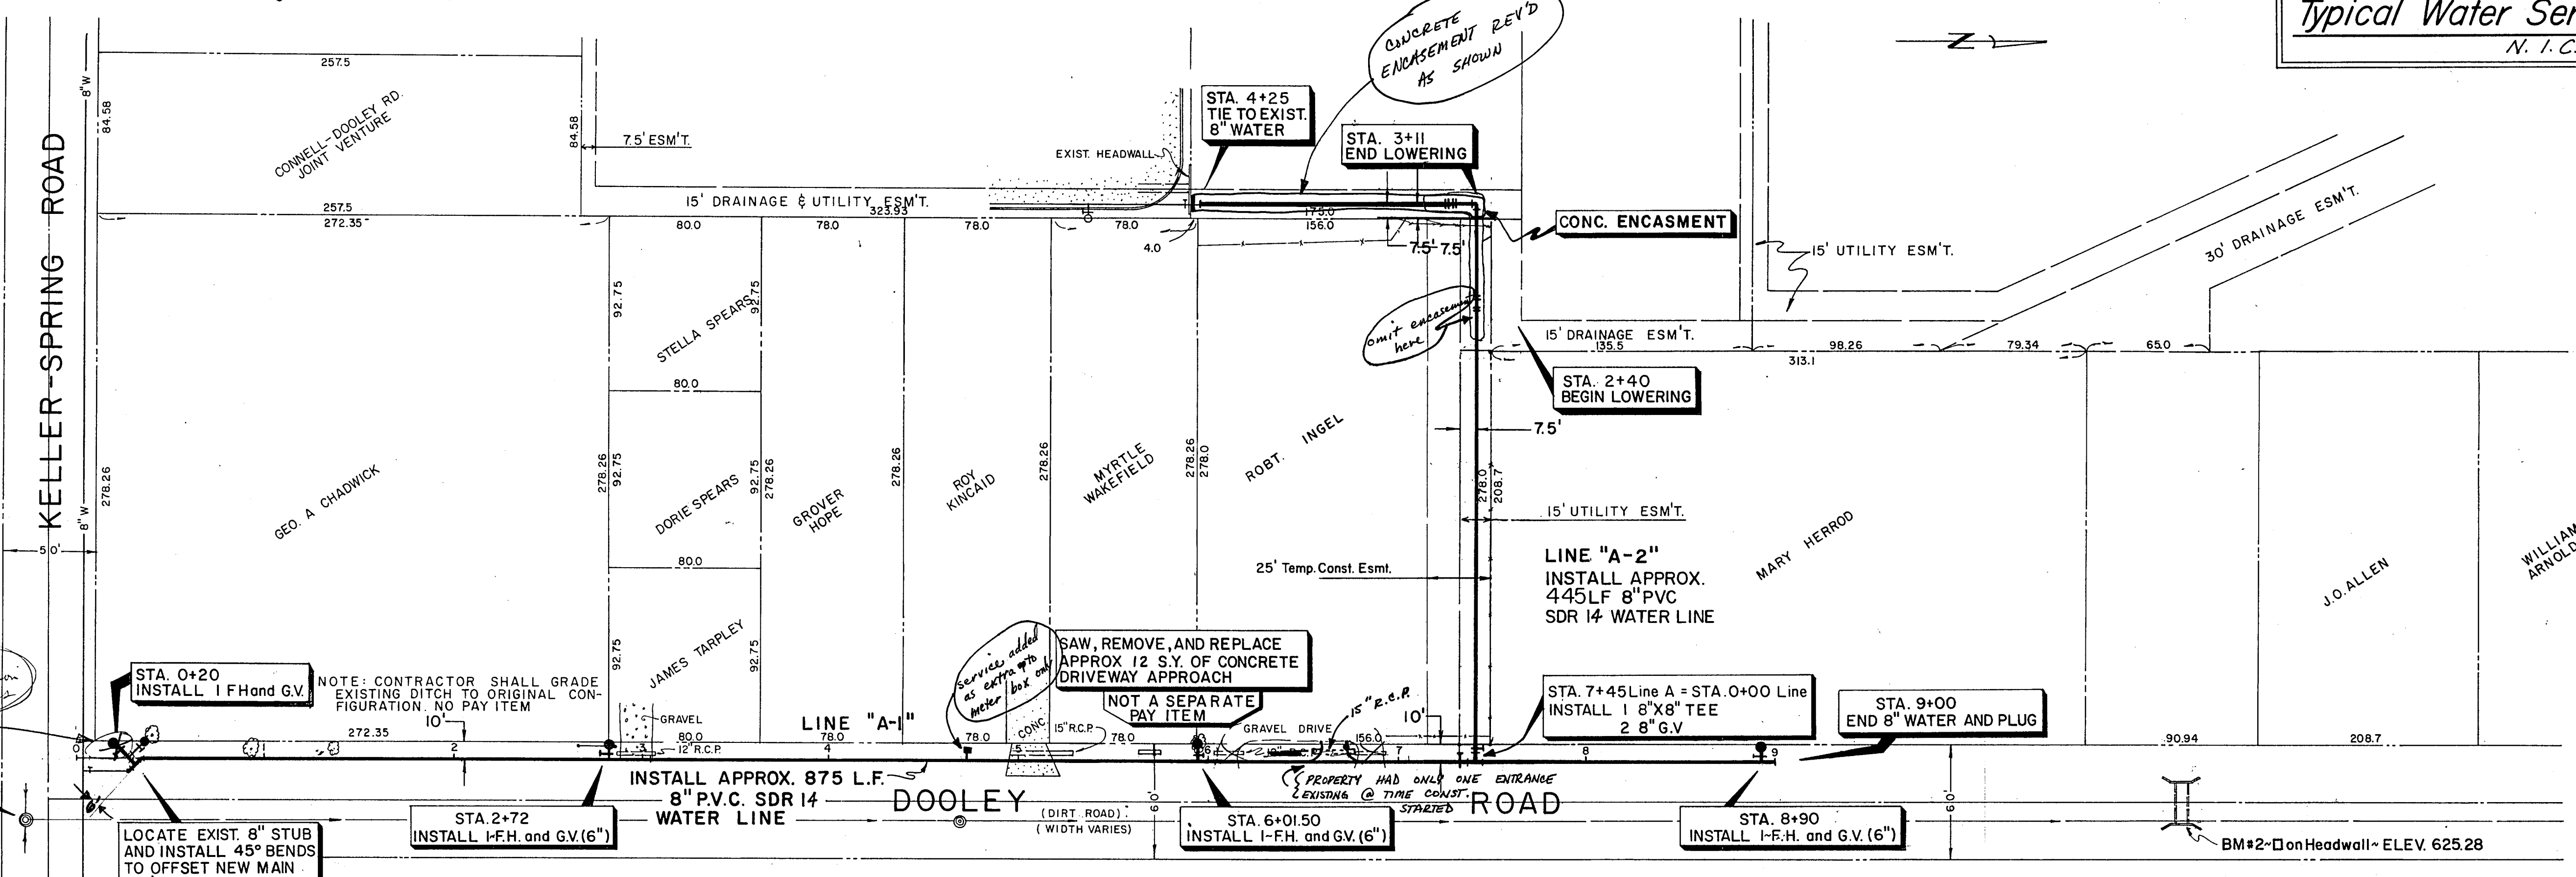 Typical Water Ser
N. I. C.
KELLER-SPRING ROAD
8" W
8" W
50'
257.5
84.58
84.58
CONNELL-DOOLEY RD.
JOINT VENTURE
257.5
272.35
7.5' ESM'T.
15' DRAINAGE & UTILITY ESM'T.
323.93
EXIST. HEADWALL
80.0
78.0
78.0
78.0
4.0
175.0
156.0
7.5' 7.5'
CONCRETE
ENCASEMENT REV'D
AS SHOWN
STA. 4+25
TIE TO EXIST.
8" WATER
STA. 3+11
END LOWERING
CONC. ENCASMENT
omit encasement
here
Z
15' UTILITY ESM'T.
30' DRAINAGE ESM'T.
15' DRAINAGE ESM'T.
135.5
98.26
79.34
65.0
313.1
STA. 2+40
BEGIN LOWERING
7.5'
278.26
GEO. A CHADWICK
278.26
92.75
92.75
STELLA SPEARS
80.0
92.75
92.75
DORIE SPEARS
80.0
92.75
92.75
JAMES TARPLEY
278.26
GROVER
HOPE
278.26
ROY
KINCAID
278.26
MYRTLE
WAKEFIELD
278.26
278.0
ROBT. INGEL
278.0
208.7
15' UTILITY ESM'T.
25' Temp. Const. Esmt.
LINE "A-2"
INSTALL APPROX.
445LF 8" PVC
SDR 14 WATER LINE
MARY HERROD
J.O. ALLEN
WILLIAM
ARNOLD
STA. 0+20
INSTALL 1 FH and G.V.
NOTE: CONTRACTOR SHALL GRADE
EXISTING DITCH TO ORIGINAL CON-
FIGURATION. NO PAY ITEM
10'
272.35
GRAVEL
80.0
12" R.C.P.
LINE "A-1"
78.0
78.0
78.0
service added
as extra up to
meter box only
SAW, REMOVE, AND REPLACE
APPROX 12 S.Y. OF CONCRETE
DRIVEWAY APPROACH
NOT A SEPARATE
PAY ITEM
CONC.
15" R.C.P.
GRAVEL DRIVE
15" R.C.P.
156.0
10'
STA. 7+45 Line A = STA. 0+00 Line
INSTALL 1 8"X8" TEE
2 8" G.V
STA. 9+00
END 8" WATER AND PLUG
90.94
208.7
0
2
3
4
5
6
7
8
9
INSTALL APPROX. 875 L.F.
8" P.V.C. SDR 14
WATER LINE
DOOLEY ROAD
(DIRT ROAD)
(WIDTH VARIES)
PROPERTY HAD ONLY ONE ENTRANCE
EXISTING @ TIME CONST.
STARTED
60'
60'
6'
LOCATE EXIST. 8" STUB
AND INSTALL 45° BENDS
TO OFFSET NEW MAIN
STA. 2+72
INSTALL 1~F.H. and G.V. (6")
STA. 6+01.50
INSTALL 1~F.H. and G.V. (6")
STA. 8+90
INSTALL 1~F.H. and G.V. (6")
BM#2~□ on Headwall~ ELEV. 625.28